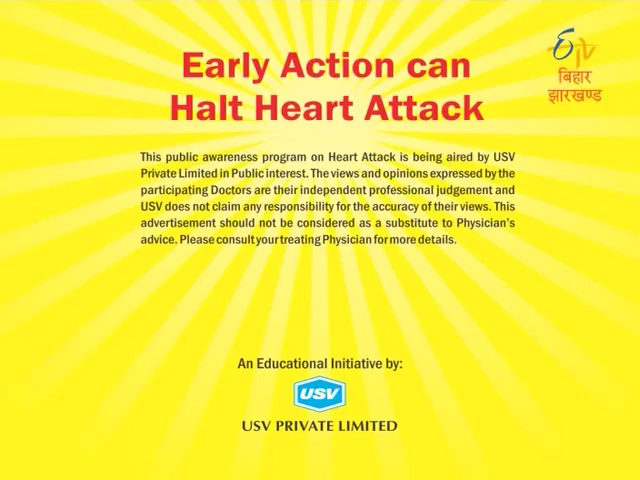 Early Action can
Halt Heart Attack
ETV
बिहार
झारखण्ड
This public awareness program on Heart Attack is being aired by USV
Private Limited in Public interest. The views and opinions expressed by the
participating Doctors are their independent professional judgement and
USV does not claim any responsibility for the accuracy of their views. This
advertisement should not be considered as a substitute to Physician's
advice. Please consult your treating Physician for more details.
An Educational Initiative by:
USV
USV PRIVATE LIMITED